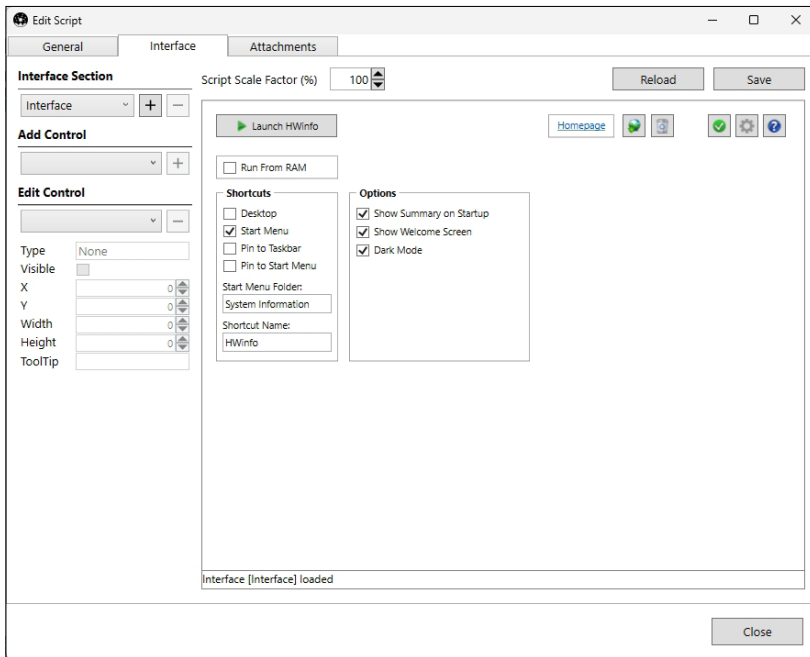 Edit Script
General Interface Attachments
Interface Section
Interface
Add Control
Edit Control
Type None
Visible
X 0
Y 0
Width 0
Height 0
ToolTip
Script Scale Factor (%) 100 Reload Save
Launch HWinfo Homepage
Run From RAM
Shortcuts
Desktop
Start Menu
Pin to Taskbar
Pin to Start Menu
Start Menu Folder:
System Information
Shortcut Name:
HWinfo
Options
Show Summary on Startup
Show Welcome Screen
Dark Mode
Interface [Interface] loaded
Close